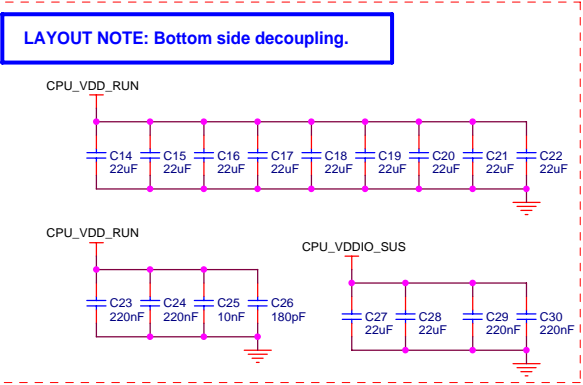 LAYOUT NOTE: Bottom side decoupling.
CPU_VDD_RUN
C14 C15 C16 C17 C18 C19 C20 C21 C22
22uF 22uF 22uF 22uF 22uF 22uF 22uF 22uF 22uF
CPU_VDD_RUN
C23 C24 C25 C26
220nF 220nF 10nF 180pF
CPU_VDDIO_SUS
C27 C28 C29 C30
22uF 22uF 220nF 220nF